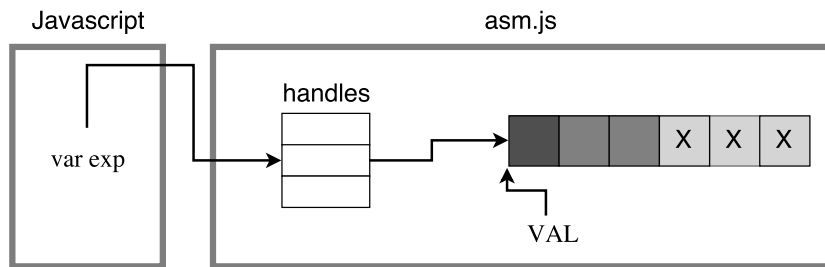 Javascript
asm.js
handles
var exp
X X X
VAL